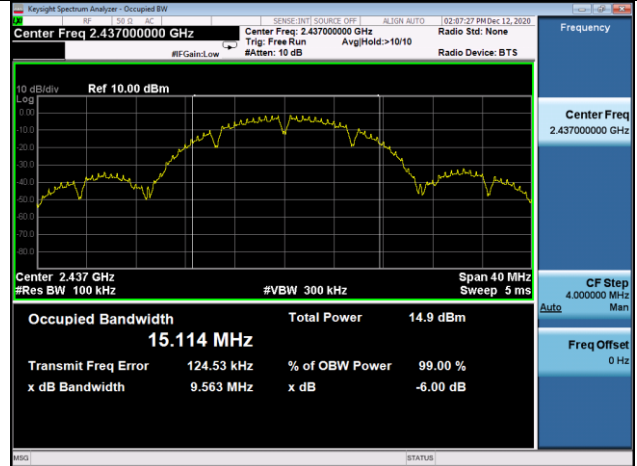 Keysight Spectrum Analyzer - Occupied BW
RF 50 Ω AC SENSE:INT SOURCE OFF ALIGN AUTO 02:07:27 PM Dec 12, 2020
Center Freq 2.437000000 GHz Center Freq: 2.437000000 GHz Radio Std: None Frequency
Trig: Free Run Avg|Hold:>10/10
#IFGain:Low #Atten: 10 dB Radio Device: BTS
10 dB/div Ref 10.00 dBm
Log
0.00
-10.0
-20.0
-30.0
-40.0
-50.0
-60.0
-70.0
-80.0
Center Freq
2.437000000 GHz
Center 2.437 GHz Span 40 MHz
#Res BW 100 kHz #VBW 300 kHz Sweep 5 ms
CF Step
4.000000 MHz
Auto Man
Occupied Bandwidth Total Power 14.9 dBm
15.114 MHz
Transmit Freq Error 124.53 kHz % of OBW Power 99.00 %
x dB Bandwidth 9.563 MHz x dB -6.00 dB
Freq Offset
0 Hz
MSG STATUS